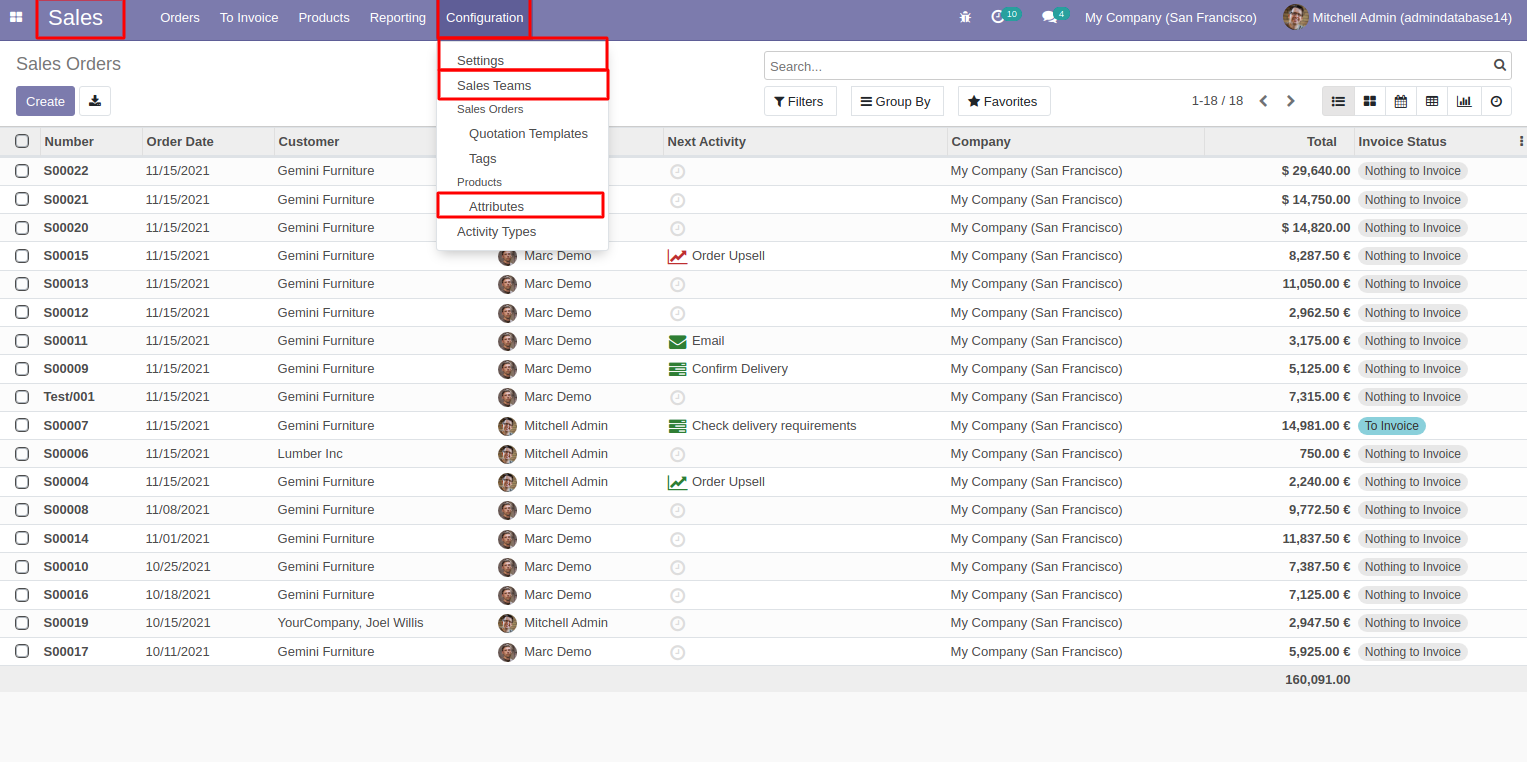 Sales Orders To Invoice Products Reporting Configuration 10 4 My Company (San Francisco) Mitchell Admin (admindatabase14)
Sales Orders
Search...
Create
Filters Group By Favorites 1-18 / 18
Settings
Sales Teams
Sales Orders
Quotation Templates
Tags
Products
Attributes
Activity Types
Number Order Date Customer Next Activity Company Total Invoice Status
S00022 11/15/2021 Gemini Furniture My Company (San Francisco) $ 29,640.00 Nothing to Invoice
S00021 11/15/2021 Gemini Furniture My Company (San Francisco) $ 14,750.00 Nothing to Invoice
S00020 11/15/2021 Gemini Furniture My Company (San Francisco) $ 14,820.00 Nothing to Invoice
S00015 11/15/2021 Gemini Furniture Marc Demo Order Upsell My Company (San Francisco) 8,287.50 € Nothing to Invoice
S00013 11/15/2021 Gemini Furniture Marc Demo My Company (San Francisco) 11,050.00 € Nothing to Invoice
S00012 11/15/2021 Gemini Furniture Marc Demo My Company (San Francisco) 2,962.50 € Nothing to Invoice
S00011 11/15/2021 Gemini Furniture Marc Demo Email My Company (San Francisco) 3,175.00 € Nothing to Invoice
S00009 11/15/2021 Gemini Furniture Marc Demo Confirm Delivery My Company (San Francisco) 5,125.00 € Nothing to Invoice
Test/001 11/15/2021 Gemini Furniture Marc Demo My Company (San Francisco) 7,315.00 € Nothing to Invoice
S00007 11/15/2021 Gemini Furniture Mitchell Admin Check delivery requirements My Company (San Francisco) 14,981.00 € To Invoice
S00006 11/15/2021 Lumber Inc Mitchell Admin My Company (San Francisco) 750.00 € Nothing to Invoice
S00004 11/15/2021 Gemini Furniture Mitchell Admin Order Upsell My Company (San Francisco) 2,240.00 € Nothing to Invoice
S00008 11/08/2021 Gemini Furniture Marc Demo My Company (San Francisco) 9,772.50 € Nothing to Invoice
S00014 11/01/2021 Gemini Furniture Marc Demo My Company (San Francisco) 11,837.50 € Nothing to Invoice
S00010 10/25/2021 Gemini Furniture Marc Demo My Company (San Francisco) 7,387.50 € Nothing to Invoice
S00016 10/18/2021 Gemini Furniture Marc Demo My Company (San Francisco) 7,125.00 € Nothing to Invoice
S00019 10/15/2021 YourCompany, Joel Willis Mitchell Admin My Company (San Francisco) 2,947.50 € Nothing to Invoice
S00017 10/11/2021 Gemini Furniture Marc Demo My Company (San Francisco) 5,925.00 € Nothing to Invoice
160,091.00